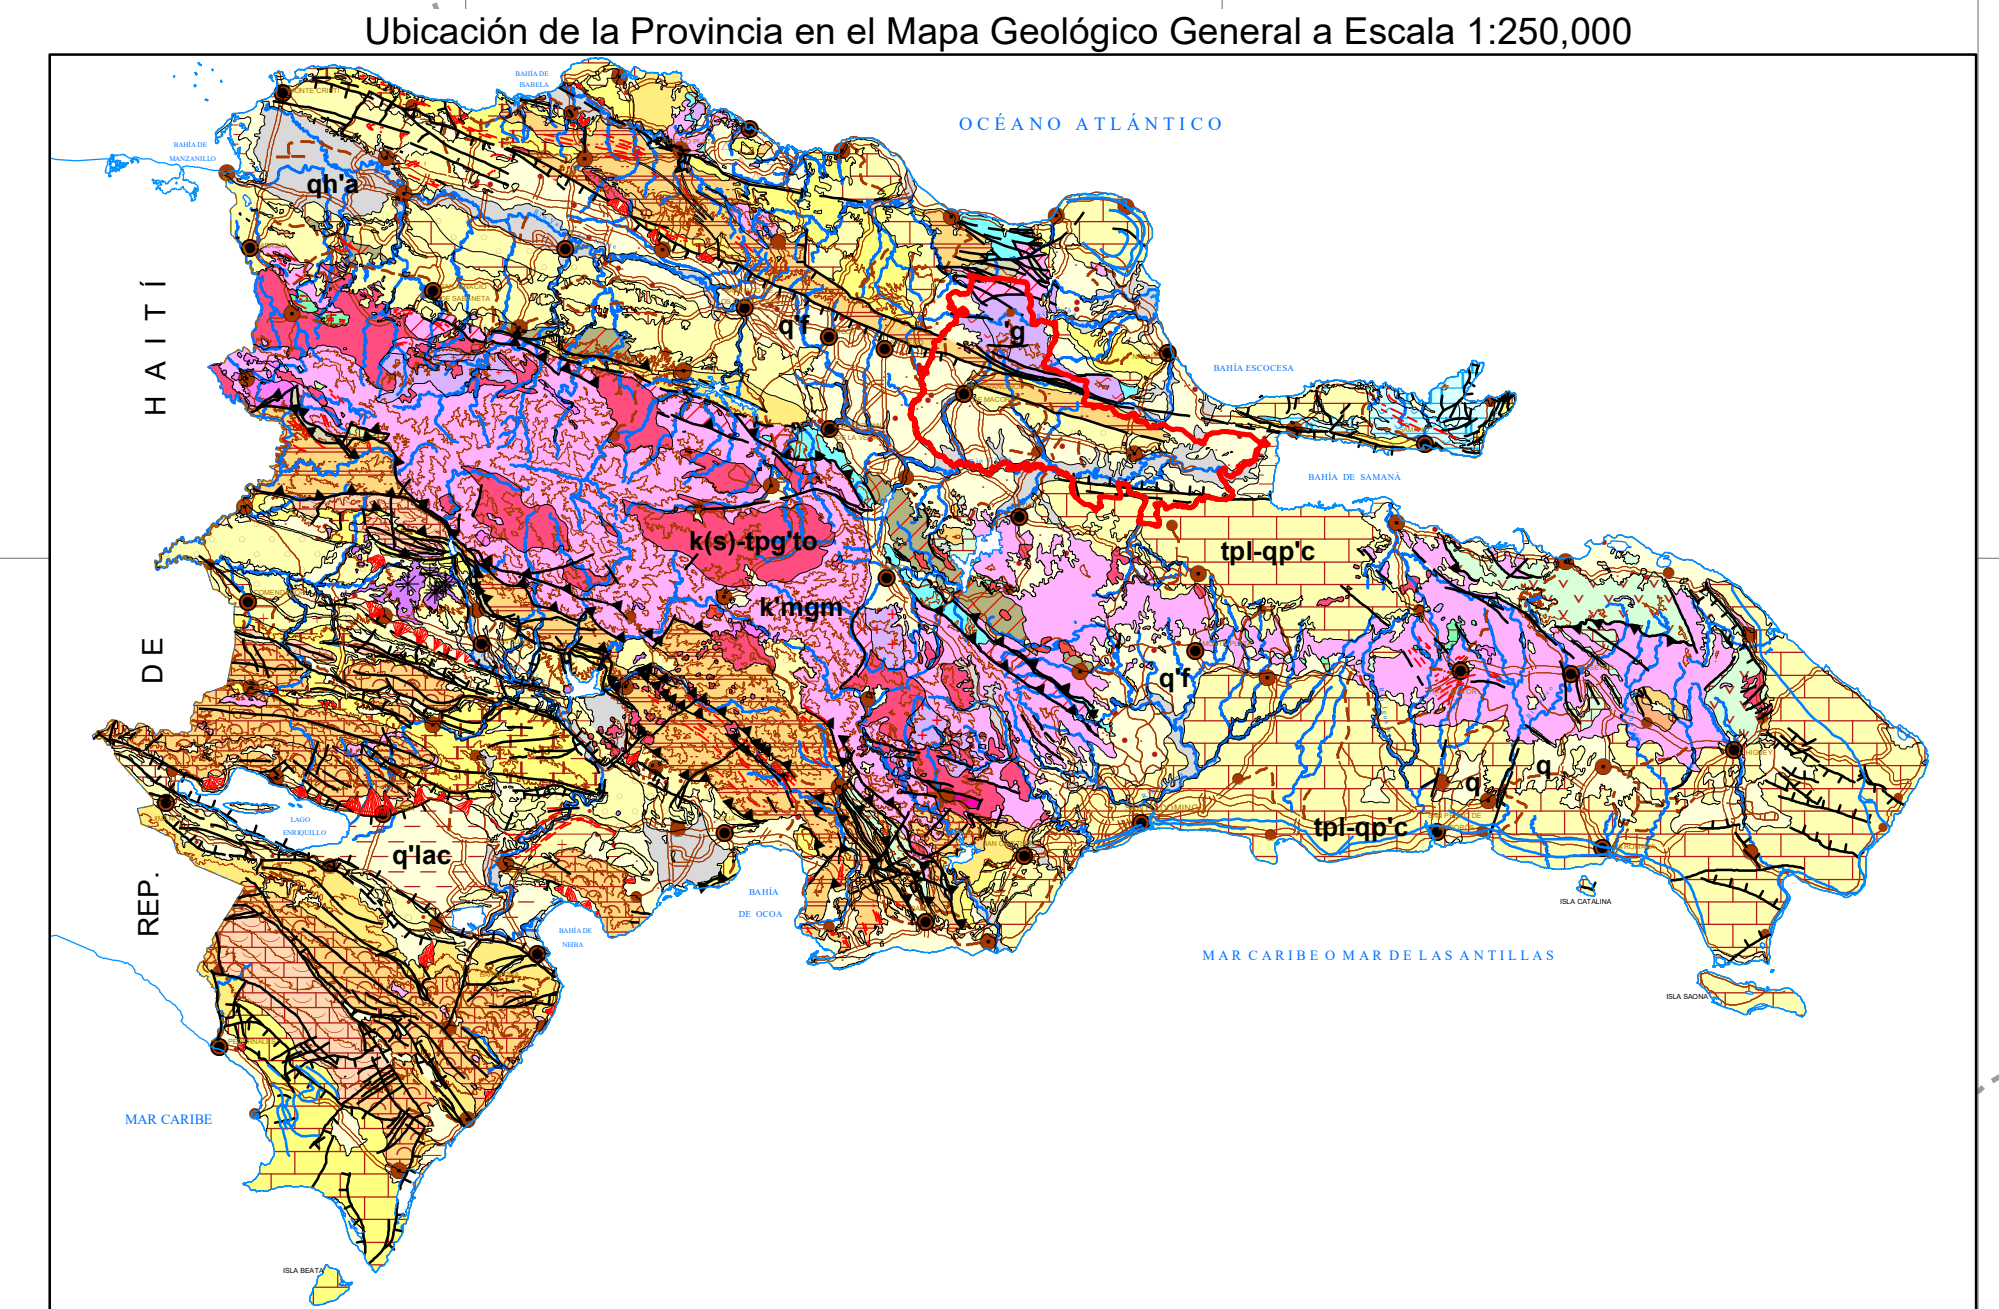 Ubicación de la Provincia en el Mapa Geológico General a Escala 1:250,000
BAHÍA DE
ISABELA
OCÉANO ATLÁNTICO
BAHÍA DE
MANZANILLO
qh'a
HAITÍ
DE
REP.
q'f
'g
BAHÍA ESCOCESA
BAHÍA DE SAMANÁ
k(s)-tpg'to
tpl-qp'c
k'mgm
q'f
q
q
tpl-qp'c
LAGO
ENRIQUILLO
q'lac
BAHÍA
DE OCOA
BAHÍA DE
NEIBA
ISLA CATALINA
MAR CARIBE O MAR DE LAS ANTILLAS
ISLA SAONA
MAR CARIBE
ISLA BEATA